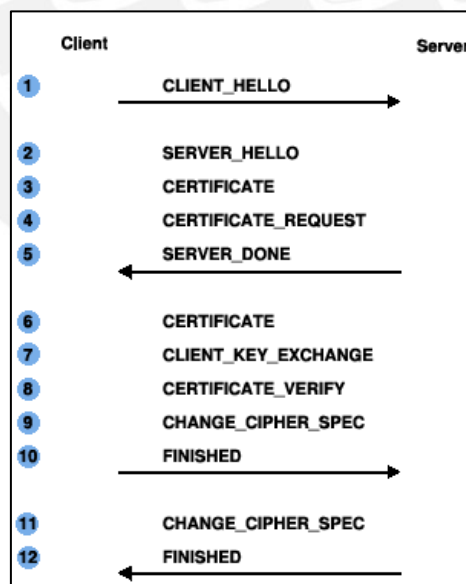 Client Server
1 CLIENT_HELLO
2 SERVER_HELLO
3 CERTIFICATE
4 CERTIFICATE_REQUEST
5 SERVER_DONE
6 CERTIFICATE
7 CLIENT_KEY_EXCHANGE
8 CERTIFICATE_VERIFY
9 CHANGE_CIPHER_SPEC
10 FINISHED
11 CHANGE_CIPHER_SPEC
12 FINISHED